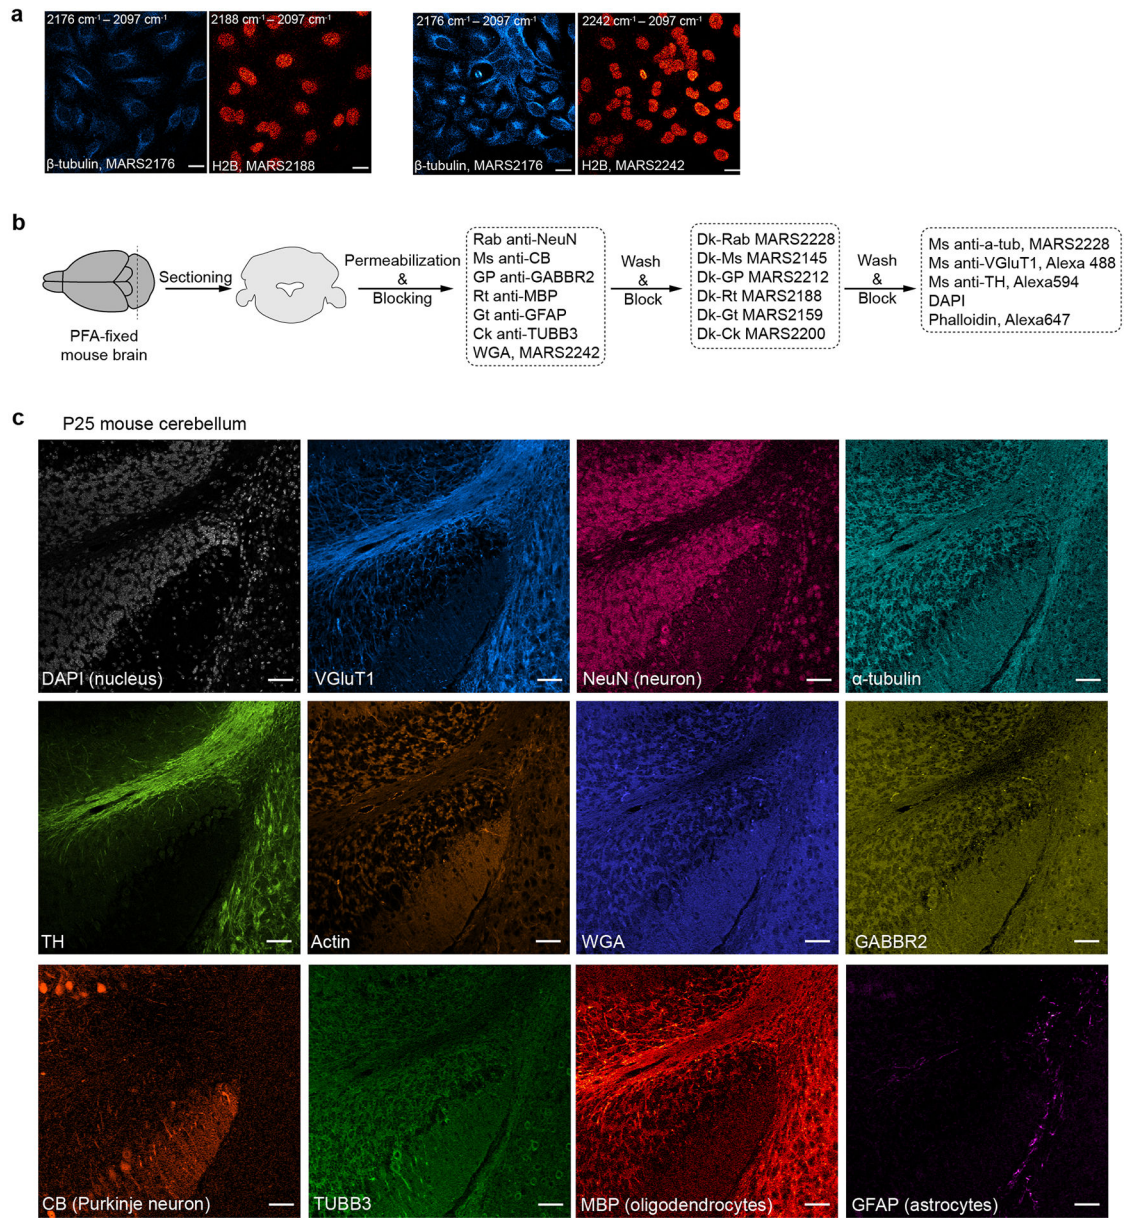 a
2176 cm⁻¹ – 2097 cm⁻¹
2188 cm⁻¹ – 2097 cm⁻¹
2176 cm⁻¹ – 2097 cm⁻¹
2242 cm⁻¹ – 2097 cm⁻¹
β-tubulin, MARS2176
H2B, MARS2188
β-tubulin, MARS2176
H2B, MARS2242
b
PFA-fixed
mouse brain
Sectioning
Permeabilization
&
Blocking
Rab anti-NeuN
Ms anti-CB
GP anti-GABBR2
Rt anti-MBP
Gt anti-GFAP
Ck anti-TUBB3
WGA, MARS2242
Wash
&
Block
Dk-Rab MARS2228
Dk-Ms MARS2145
Dk-GP MARS2212
Dk-Rt MARS2188
Dk-Gt MARS2159
Dk-Ck MARS2200
Wash
&
Block
Ms anti-a-tub, MARS2228
Ms anti-VGluT1, Alexa 488
Ms anti-TH, Alexa594
DAPI
Phalloidin, Alexa647
c
P25 mouse cerebellum
DAPI (nucleus)
VGluT1
NeuN (neuron)
α-tubulin
TH
Actin
WGA
GABBR2
CB (Purkinje neuron)
TUBB3
MBP (oligodendrocytes)
GFAP (astrocytes)